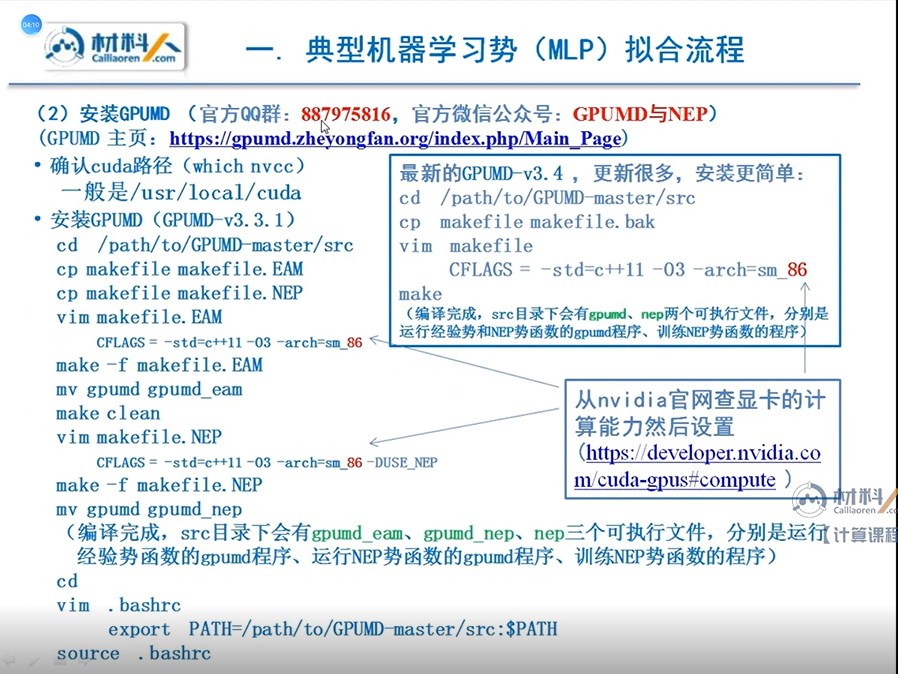 04:10
材料人
Cailiaoren.com
一. 典型机器学习势（MLP）拟合流程
（2）安装GPUMD （官方QQ群：887975816，官方微信公众号：GPUMD与NEP）
(GPUMD 主页：https://gpumd.zheyongfan.org/index.php/Main_Page)
• 确认cuda路径（which nvcc）
一般是/usr/local/cuda
• 安装GPUMD（GPUMD-v3.3.1）
cd /path/to/GPUMD-master/src
cp makefile makefile.EAM
cp makefile makefile.NEP
vim makefile.EAM
CFLAGS = -std=c++11 -O3 -arch=sm_86
make -f makefile.EAM
mv gpumd gpumd_eam
make clean
vim makefile.NEP
CFLAGS = -std=c++11 -O3 -arch=sm_86 -DUSE_NEP
make -f makefile.NEP
mv gpumd gpumd_nep
（编译完成，src目录下会有gpumd_eam、gpumd_nep、nep三个可执行文件，分别是运行
经验势函数的gpumd程序、运行NEP势函数的gpumd程序、训练NEP势函数的程序）
cd
vim .bashrc
export PATH=/path/to/GPUMD-master/src:$PATH
source .bashrc
最新的GPUMD-v3.4 ，更新很多，安装更简单：
cd /path/to/GPUMD-master/src
cp makefile makefile.bak
vim makefile
CFLAGS = -std=c++11 -O3 -arch=sm_86
make
（编译完成，src目录下会有gpumd、nep两个可执行文件，分别是
运行经验势和NEP势函数的gpumd程序、训练NEP势函数的程序）
从nvidia官网查显卡的计
算能力然后设置
（https://developer.nvidia.co
m/cuda-gpus#compute ）
材料
Cailiaoren.
【计算课程